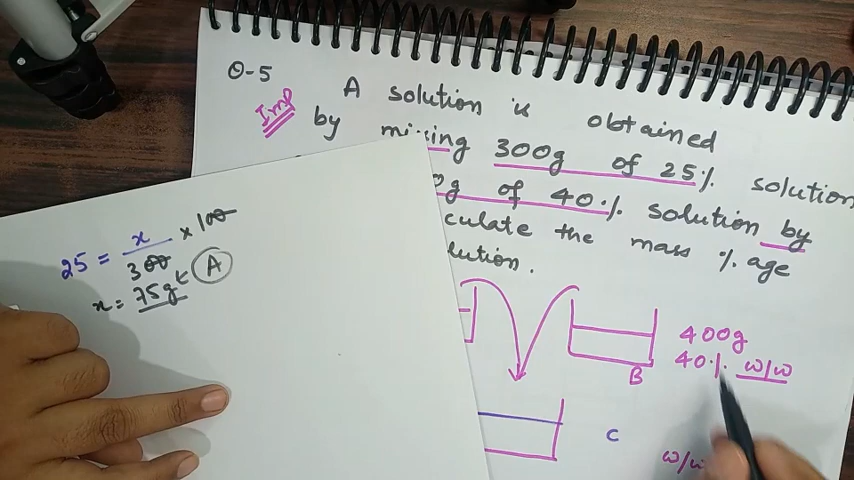 Q-5 A solution is obtained
Imp by mixing 300g of 25% solution
0g of 40% solution by
culate the mass % age
lution.
25 = x/300 × 100
x = 75g A
400g
40% w/w
B
C
w/w